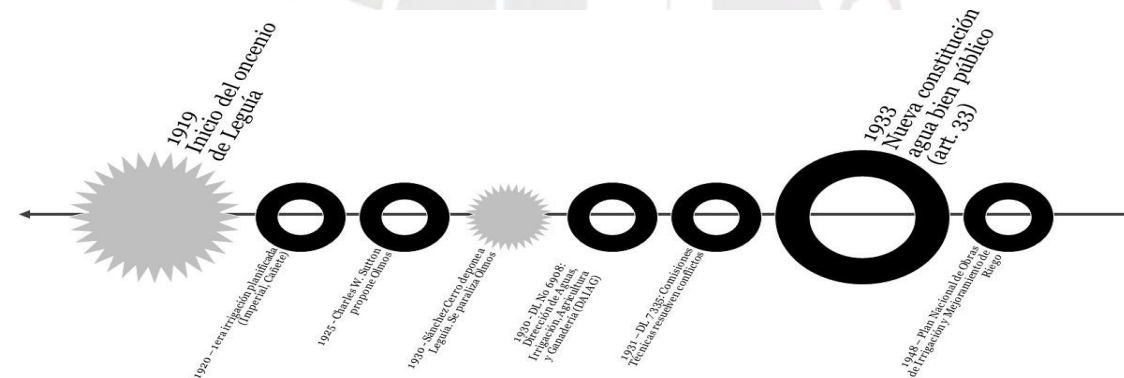 1919
Inicio del oncenio
de Leguía
1920 – 1era irrigación planificada
(Imperial, Cañete)
1925 - Charles W. Sutton
propone Olmos
1930 - Sánchez Cerro depone a
Leguía. Se paraliza Olmos
1930 - DL No 6908:
Dirección de Aguas,
Irrigación, Agricultura
y Ganadería (DAIAG)
1931 – DL 7335: Comisiones
Técnicas resuelven conflictos
1933
Nueva constitución
agua bien público
(art. 33)
1948 – Plan Nacional de Obras
de Irrigación y Mejoramiento de
Riego